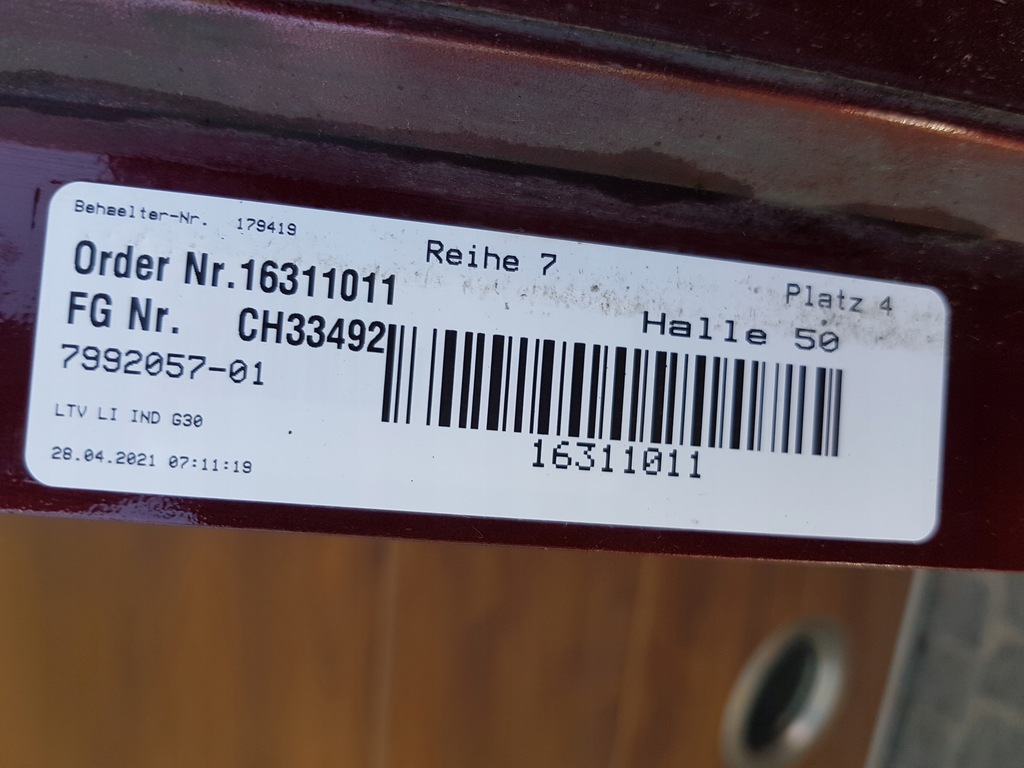 Behaelter-Nr. 179419
Reihe 7
Platz 4
Order Nr.16311011
Halle 50
FG Nr. CH33492
7992057-01
LTV LI IND G30
16311011
28.04.2021 07:11:19